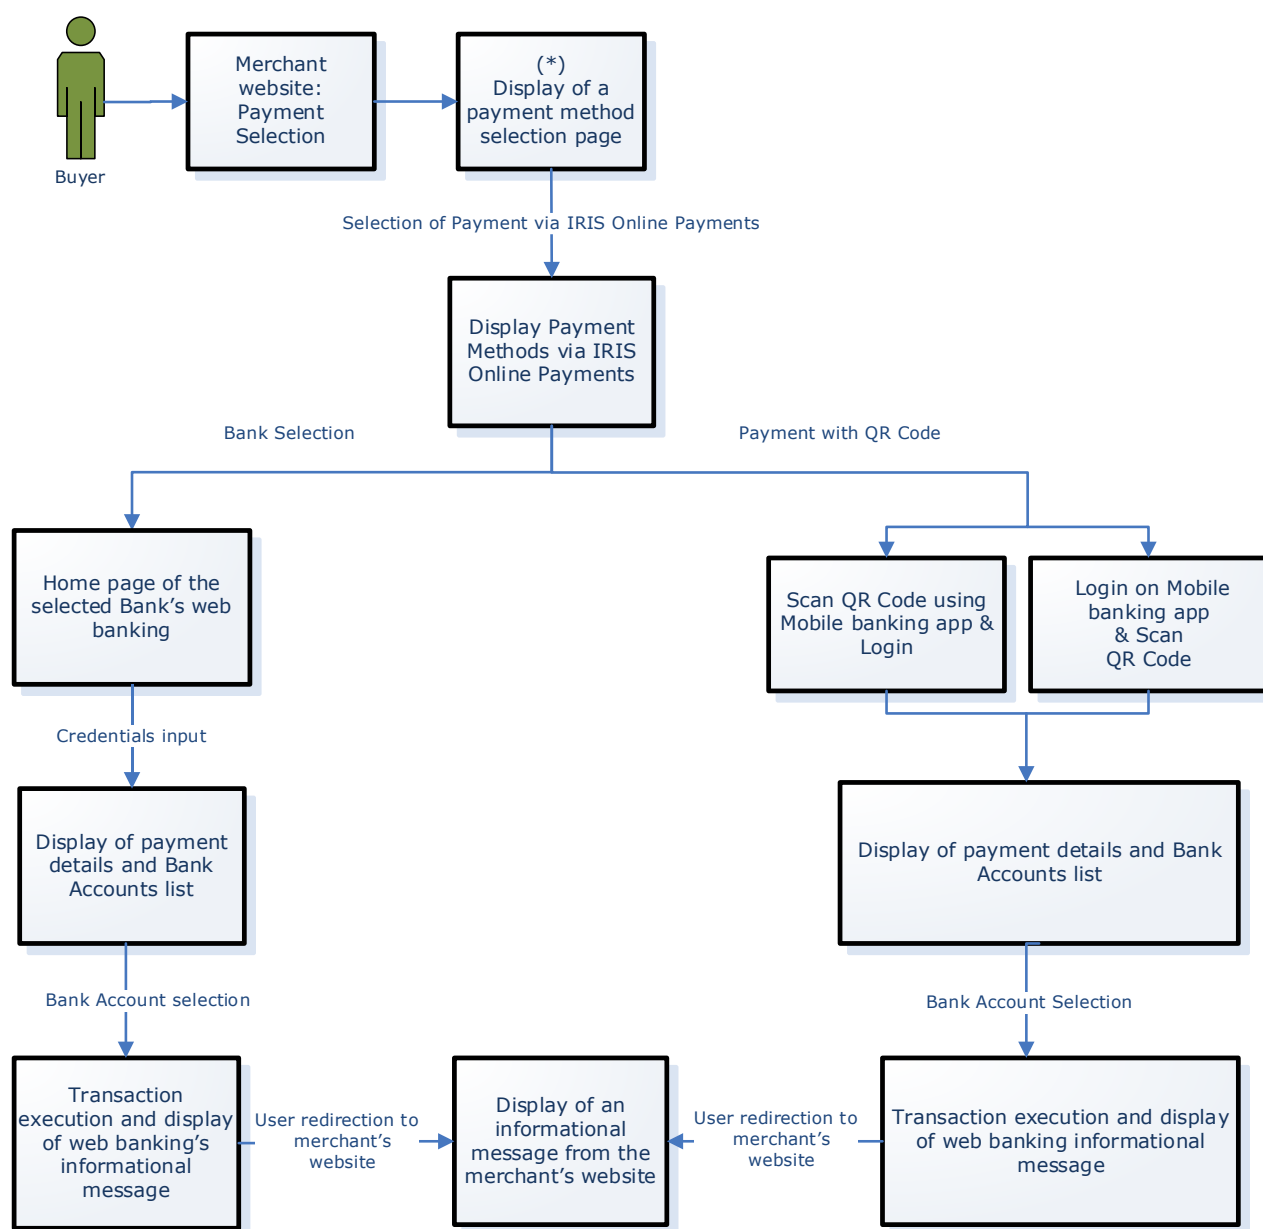 Merchant
website:
Payment
Selection
(*)
Display of a
payment method
selection page
Buyer
Selection of Payment via IRIS Online Payments
Display Payment
Methods via IRIS
Online Payments
Bank Selection
Payment with QR Code
Home page of the
selected Bank’s web
banking
Scan QR Code using
Mobile banking app &
Login
Login on Mobile
banking app
& Scan
QR Code
Credentials input
Display of payment
details and Bank
Accounts list
Display of payment details and Bank
Accounts list
Bank Account selection
Bank Account Selection
Transaction
execution and display
of web banking’s
informational
message
User redirection to
merchant’s
website
Display of an
informational
message from the
merchant’s website
User redirection to
merchant’s
website
Transaction execution and display
of web banking informational
message